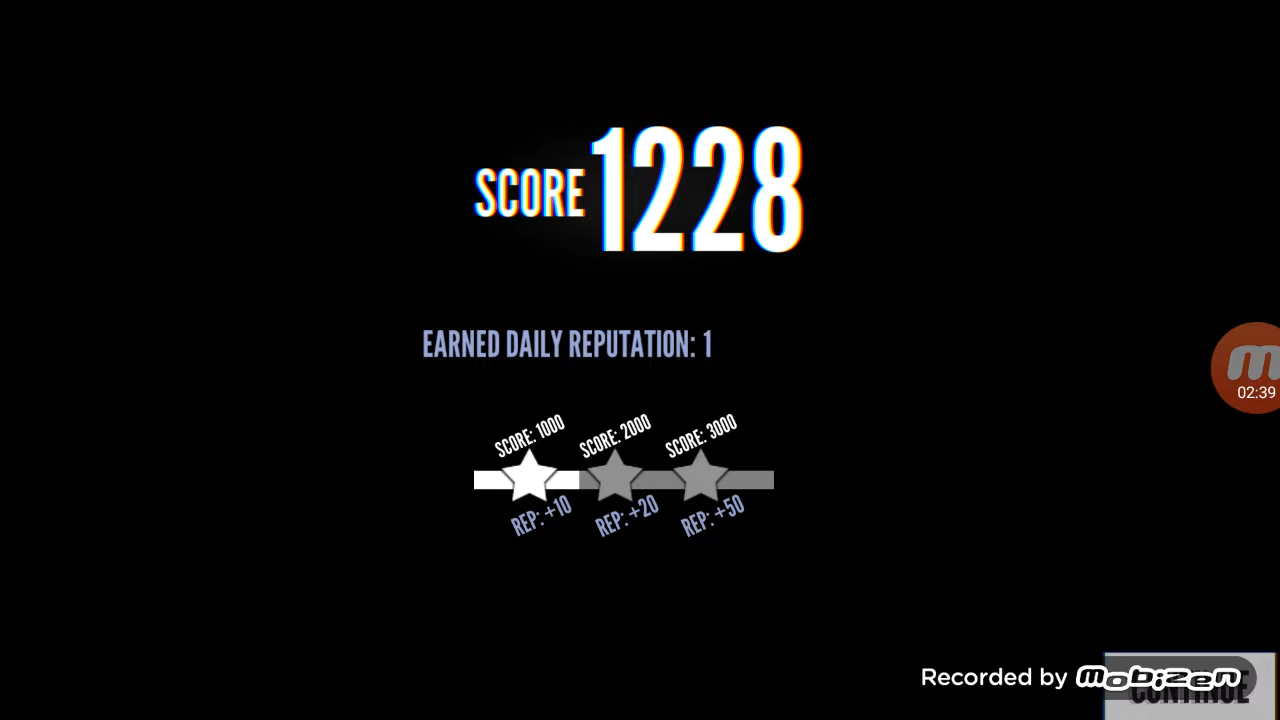 SCORE 1228
EARNED DAILY REPUTATION: 1
SCORE: 1000 SCORE: 2000 SCORE: 3000
REP: +10 REP: +20 REP: +50
02:39
Recorded by mobizen
CONTINUE